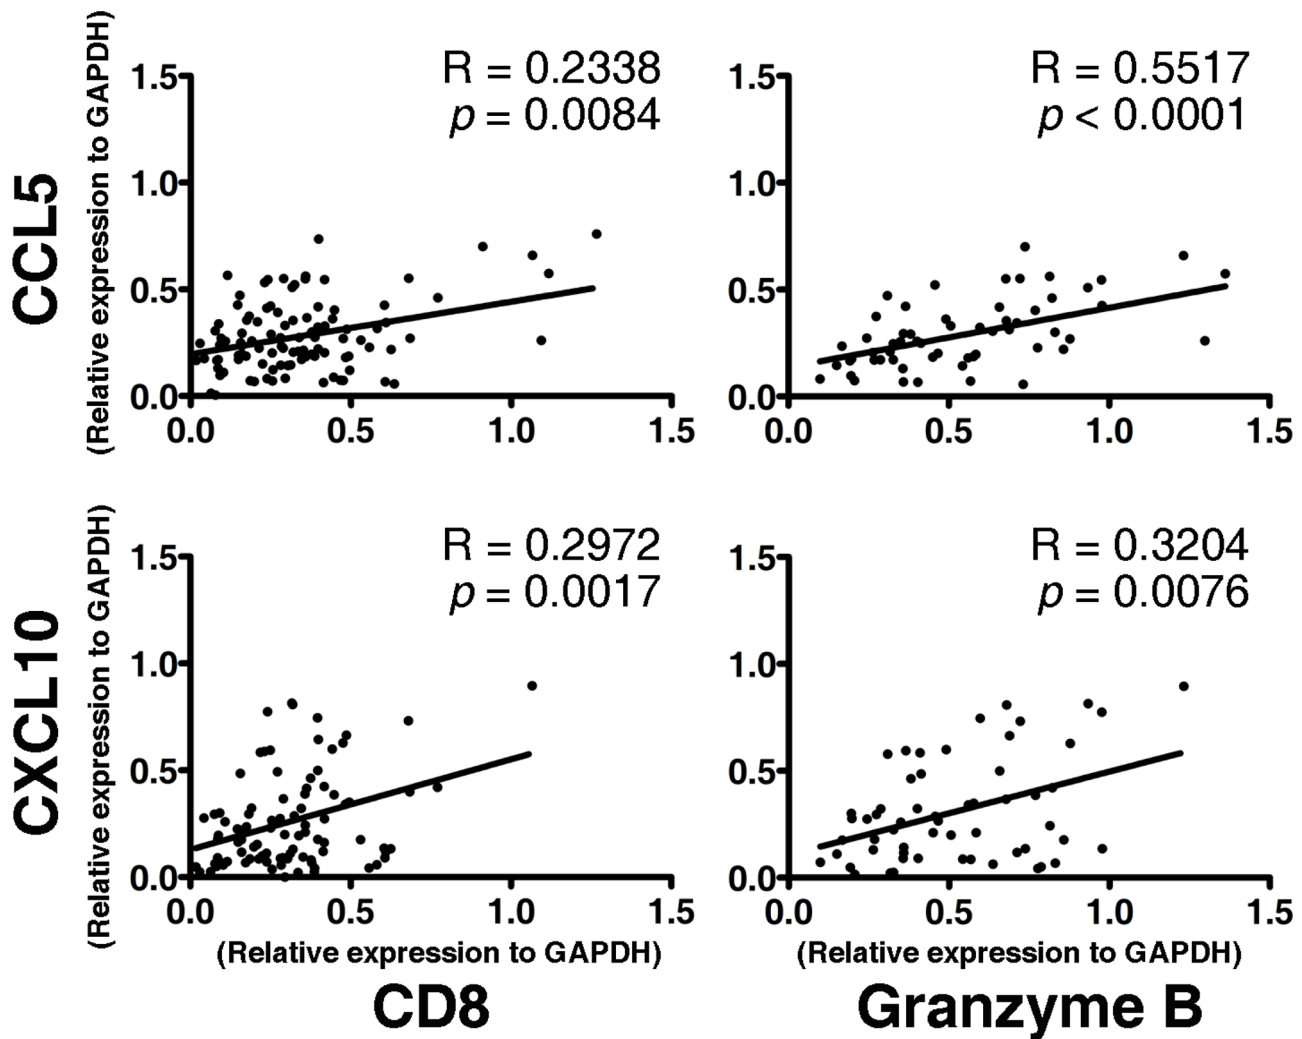 CCL5
(Relative expression to GAPDH)
1.5
1.0
0.5
0.0
0.0 0.5 1.0 1.5
R = 0.2338
p = 0.0084
1.5
1.0
0.5
0.0
0.0 0.5 1.0 1.5
R = 0.5517
p < 0.0001
CXCL10
(Relative expression to GAPDH)
1.5
1.0
0.5
0.0
0.0 0.5 1.0 1.5
R = 0.2972
p = 0.0017
(Relative expression to GAPDH)
CD8
1.5
1.0
0.5
0.0
0.0 0.5 1.0 1.5
R = 0.3204
p = 0.0076
(Relative expression to GAPDH)
Granzyme B